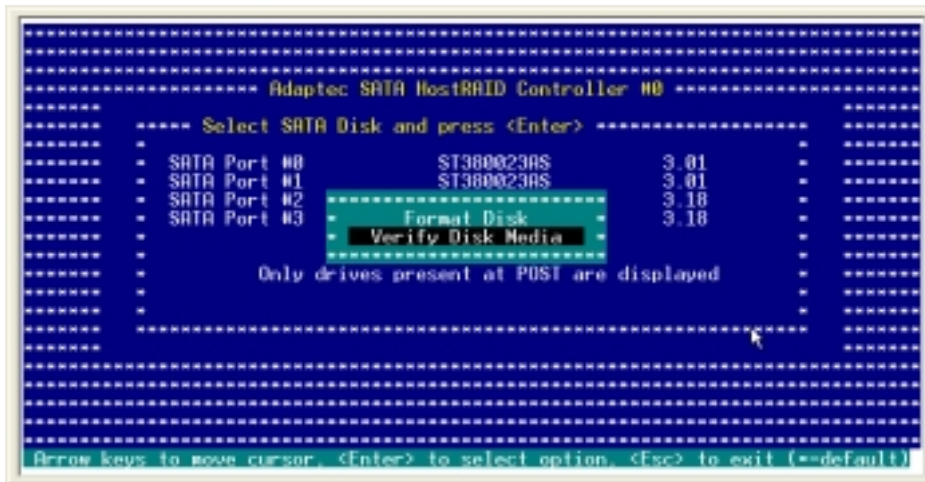 Adaptec SATA HostRAID Controller #0
Select SATA Disk and press <Enter>
SATA Port #0 ST380023AS 3.01
SATA Port #1 ST380023AS 3.01
SATA Port #2 3.18
SATA Port #3 3.18
Format Disk
Verify Disk Media
Only drives present at POST are displayed
Arrow keys to move cursor, <Enter> to select option, <Esc> to exit (*=default)